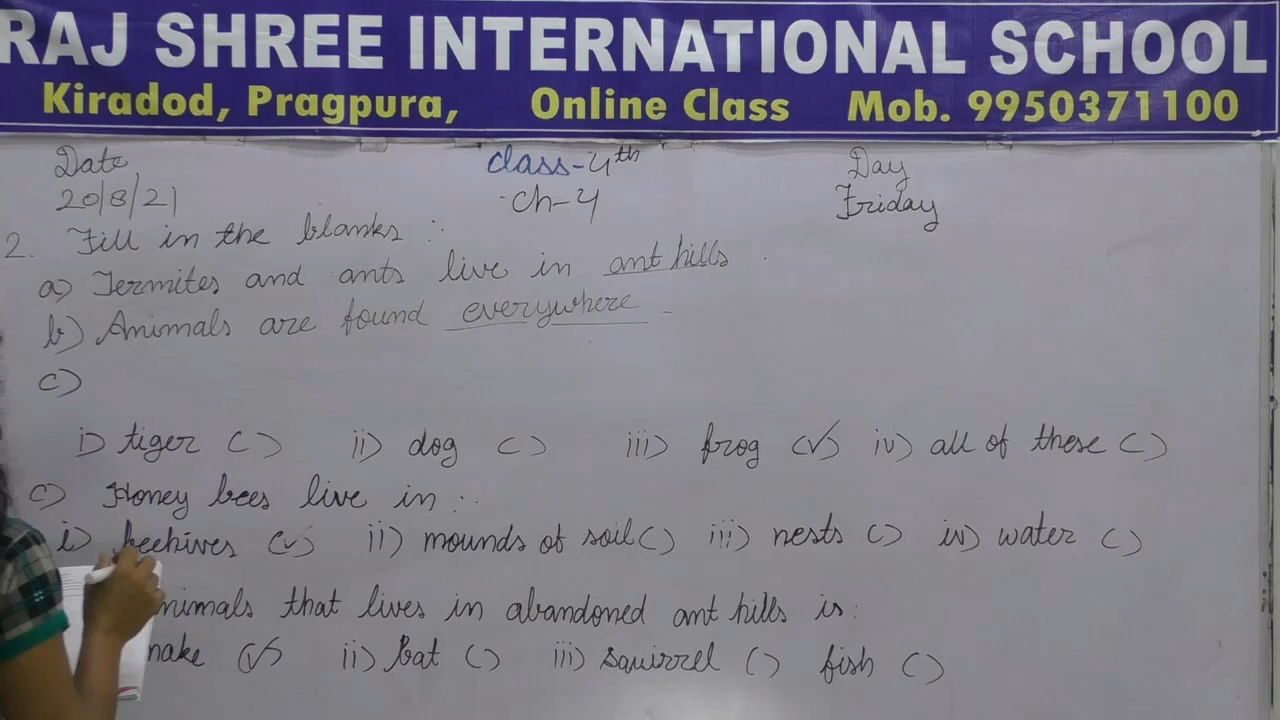 RAJ SHREE INTERNATIONAL SCHOOL
Kiradod, Pragpura, Online Class Mob. 9950371100
Date class-4th Day
20/8/21 Ch-4 Friday
2. Fill in the blanks :
a) Termites and ants live in ant hills .
b) Animals are found everywhere .
c)
i) tiger ( ) ii) dog ( ) iii) frog (✓) iv) all of these ( )
c) Honey bees live in :
i) beehives (✓) ii) mounds of soil ( ) iii) nests ( ) iv) water ( )
nimals that lives in abandoned ant hills is :
nake (✓) ii) bat ( ) iii) squirrel ( ) fish ( )